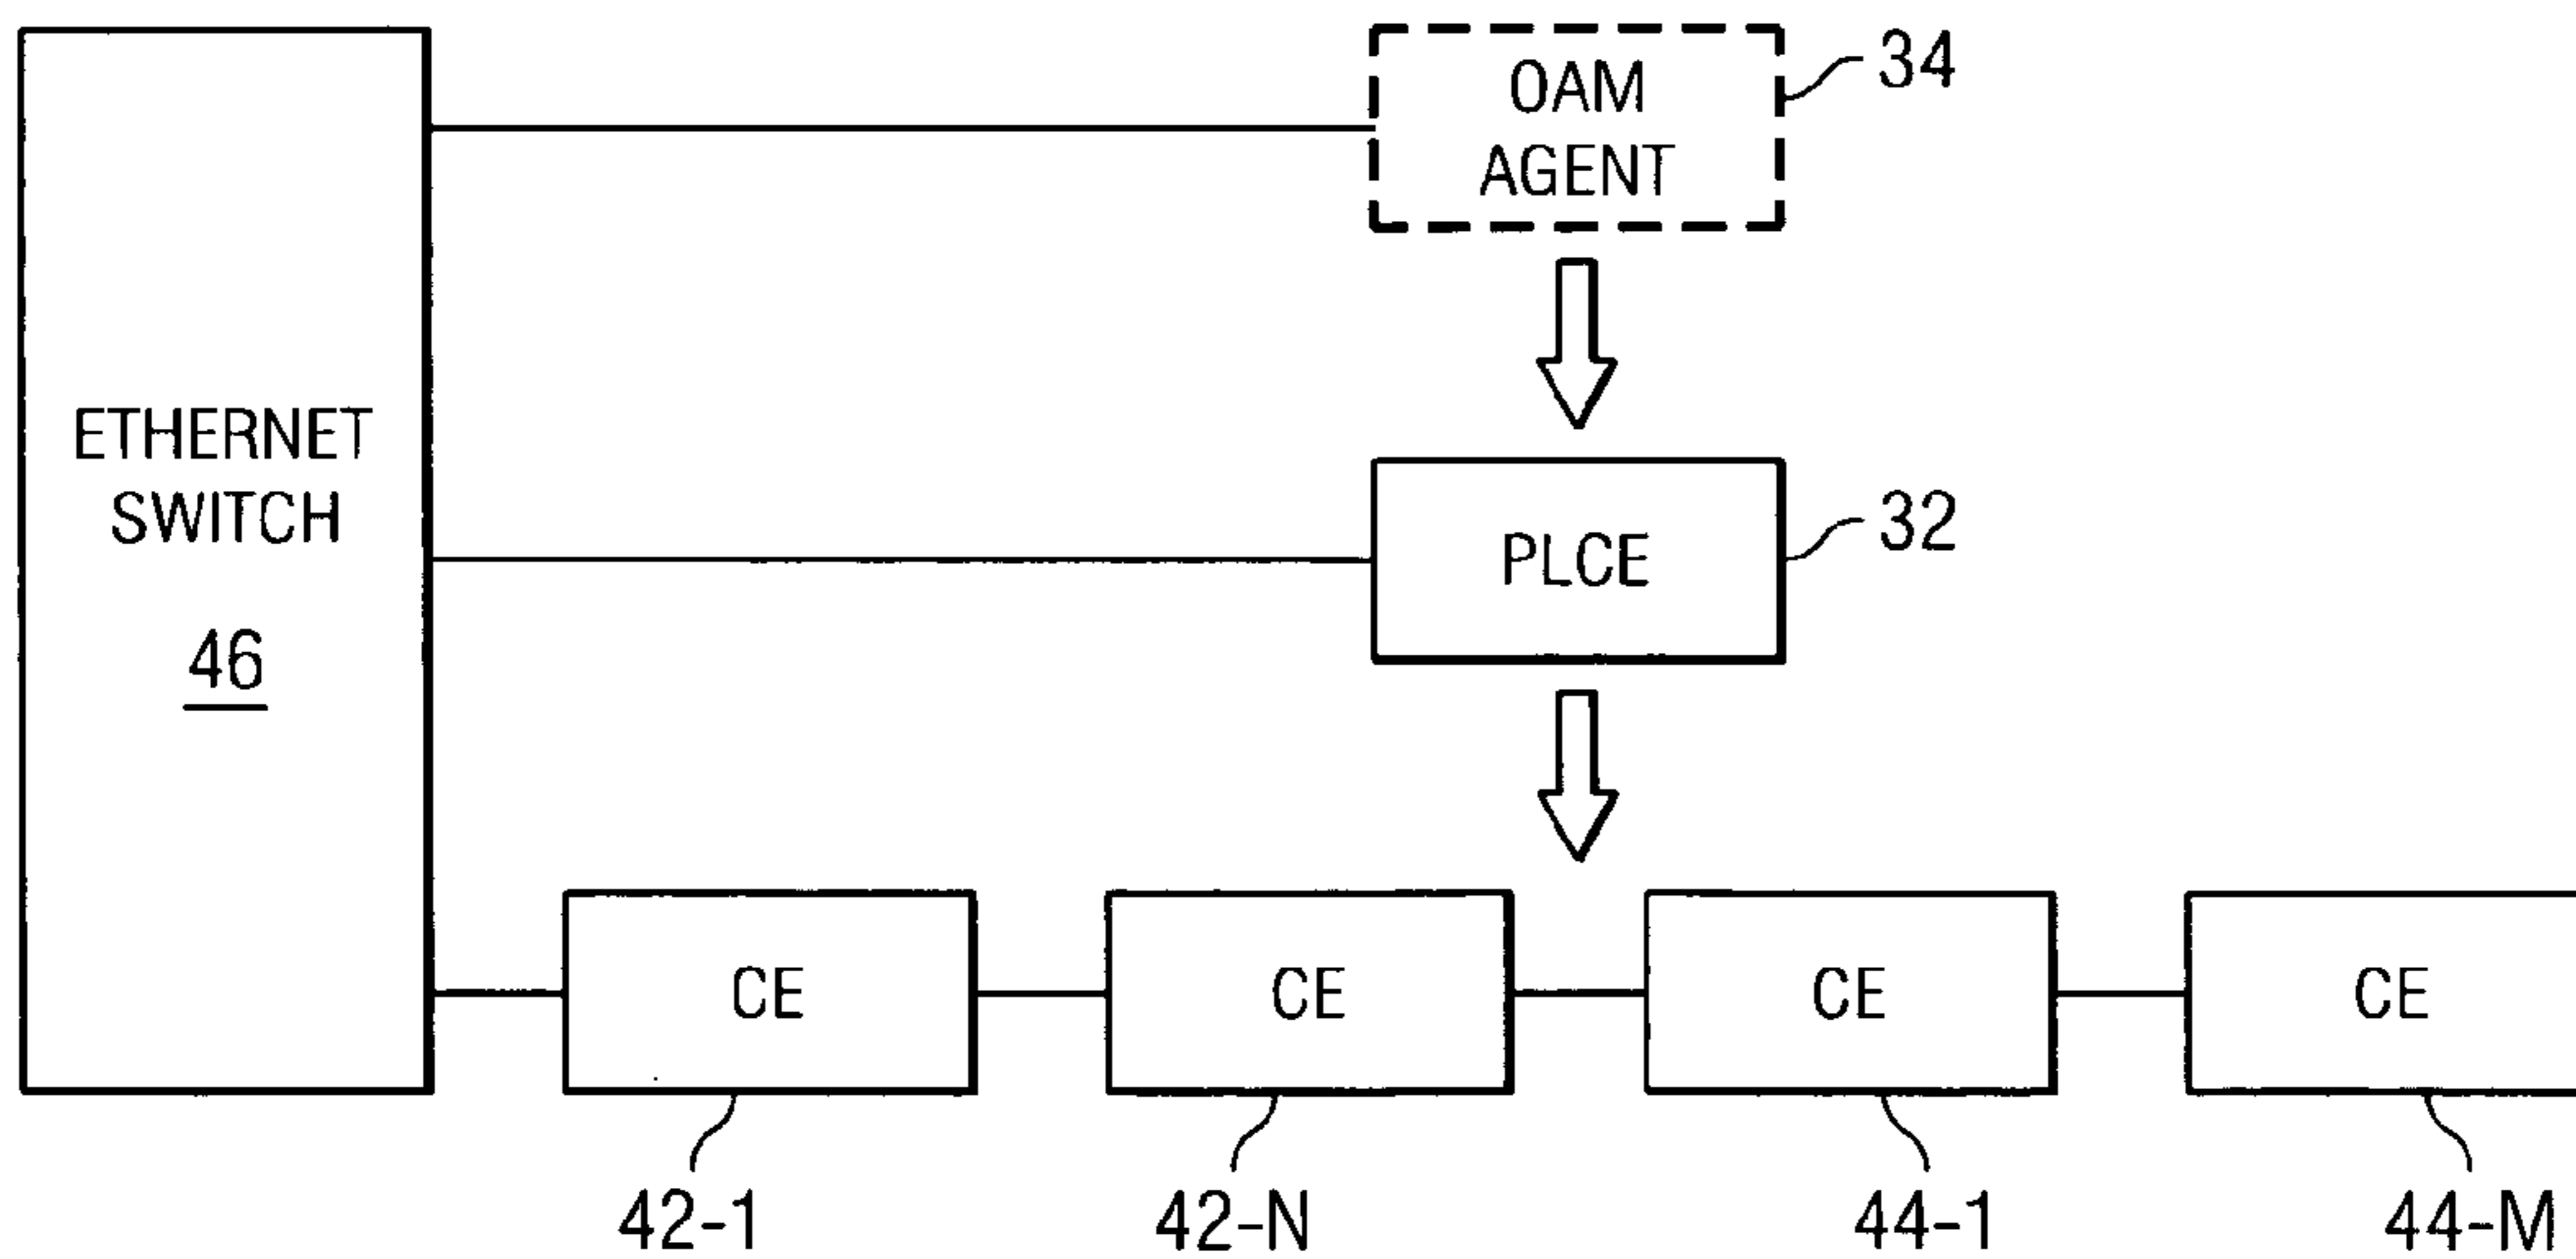 OAM
AGENT
34
ETHERNET
SWITCH
46
PLCE
32
CE
CE
CE
CE
42-1
42-N
44-1
44-M